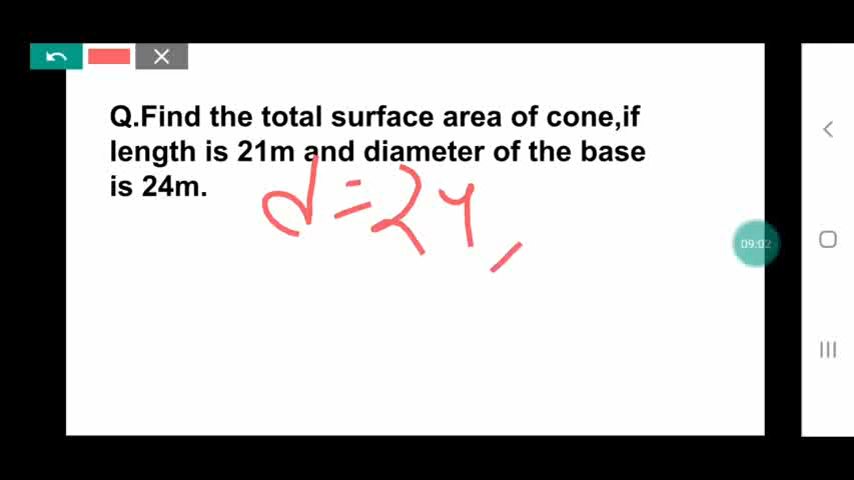 Q.Find the total surface area of cone,if
length is 21m and diameter of the base
is 24m.
d = 24
09:02